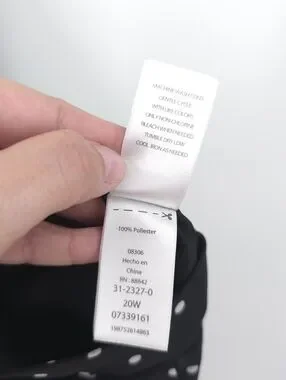 MACHINE WASH COLD
GENTLE CYCLE
WITH LIKE COLORS
ONLY NON-CHLORINE
BLEACH WHEN NEEDED
TUMBLE DRY LOW
COOL IRON AS NEEDED
100% Poliester
08306
Hecho en
China
RN: 88842
31-2327-0
20W
07339161
198752614863